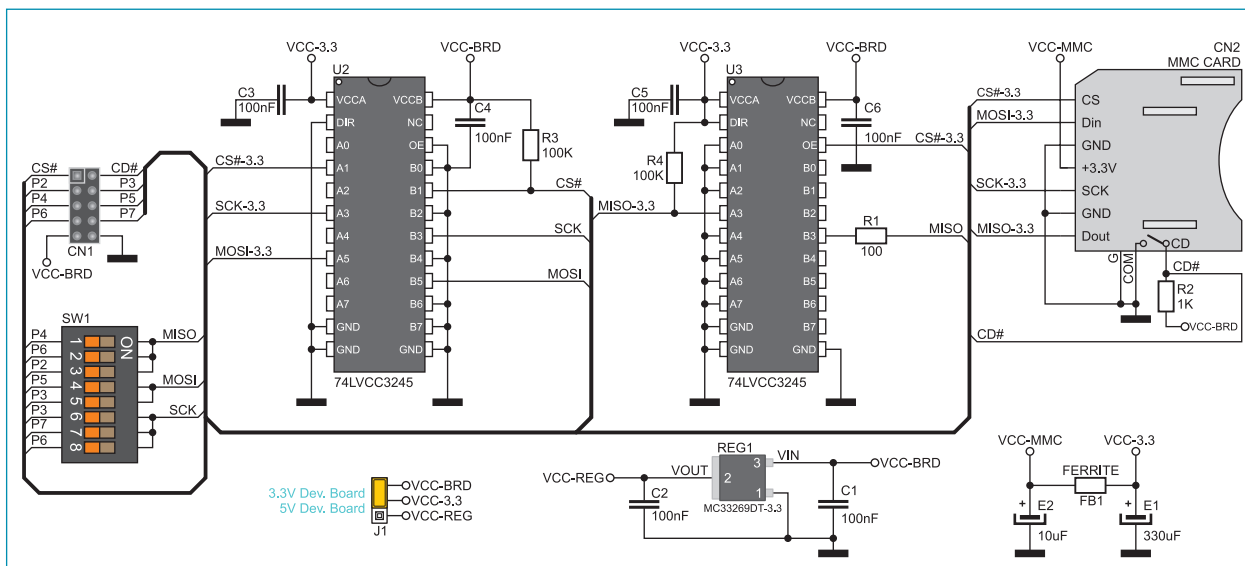 VCC-3.3
VCC-BRD
U2
C3
100nF
VCCA
VCCB
DIR
NC
A0
OE
A1
B0
A2
B1
A3
B2
A4
B3
A5
B4
A6
B5
A7
B6
GND
B7
GND
GND
74LVCC3245
C4
100nF
R3
100K
CS#-3.3
SCK-3.3
MOSI-3.3
CS#
SCK
MOSI
VCC-3.3
VCC-BRD
U3
C5
100nF
VCCA
VCCB
DIR
NC
A0
OE
A1
B0
A2
B1
A3
B2
A4
B3
A5
B4
A6
B5
A7
B6
GND
B7
GND
GND
74LVCC3245
C6
100nF
R4
100K
MISO-3.3
CS#-3.3
R1
100
MISO
VCC-MMC
CN2
MMC CARD
CS#-3.3
CS
MOSI-3.3
Din
GND
+3.3V
SCK-3.3
SCK
GND
MISO-3.3
Dout
CD
G
COM
CD#
R2
1K
VCC-BRD
CD#
CS#
CD#
P2
P3
P4
P5
P6
P7
CN1
VCC-BRD
SW1
ON
P4
1
MISO
P6
2
P2
3
P5
4
MOSI
P3
5
P3
6
SCK
P7
7
P6
8
3.3V Dev. Board
5V Dev. Board
VCC-BRD
VCC-3.3
VCC-REG
J1
REG1
VCC-REG
VOUT
2
3
1
VIN
VCC-BRD
MC33269DT-3.3
C2
100nF
C1
100nF
VCC-MMC
VCC-3.3
FERRITE
FB1
+
E2
10uF
+
E1
330uF